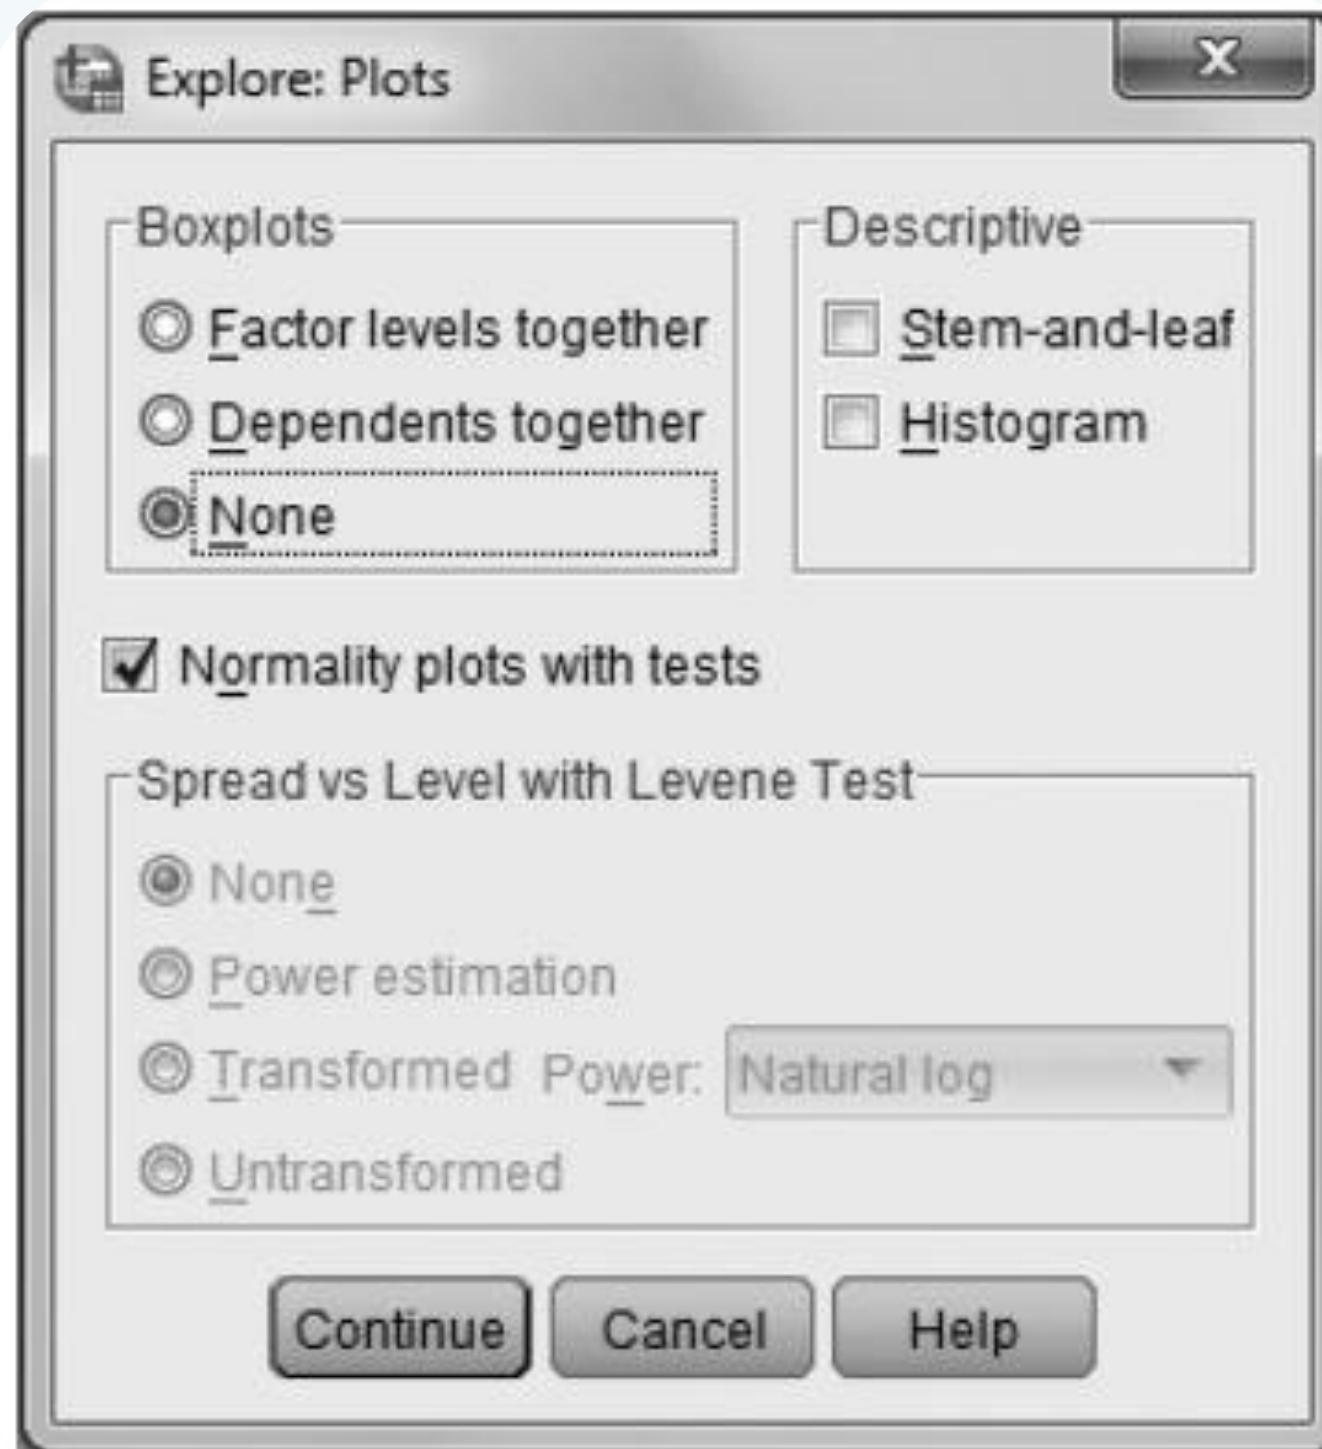 Explore: Plots
Boxplots
Factor levels together
Dependents together
None
Descriptive
Stem-and-leaf
Histogram
Normality plots with tests
Spread vs Level with Levene Test
None
Power estimation
Transformed Power: Natural log
Untransformed
Continue Cancel Help